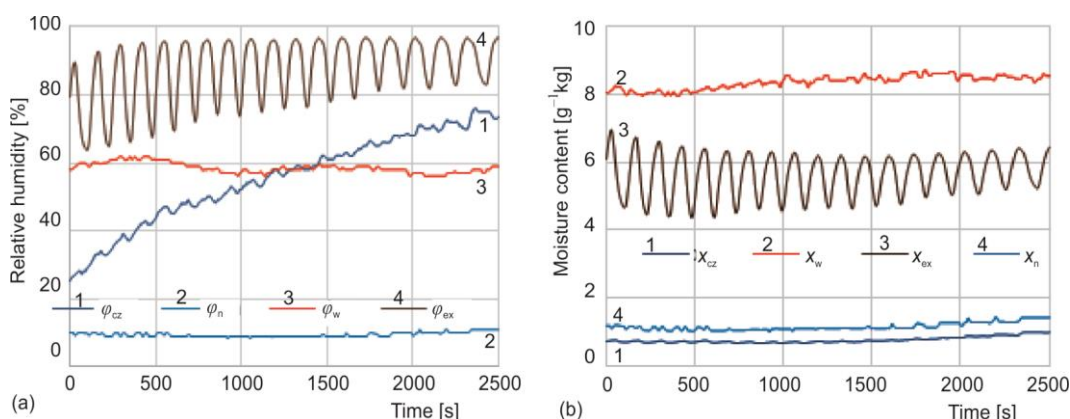 Relative humidity [%]
100
80
60
40
20
0
4
1
3
2
1 φcz 2 φn 3 φw 4 φex
0 500 1000 1500 2000 2500
(a) Time [s]
Moisture content [g⁻¹kg]
10
8
6
4
2
0
2
3
1 xcz 2 xw 3 xex 4 xn
4
1
0 500 1000 1500 2000 2500
(b) Time [s]